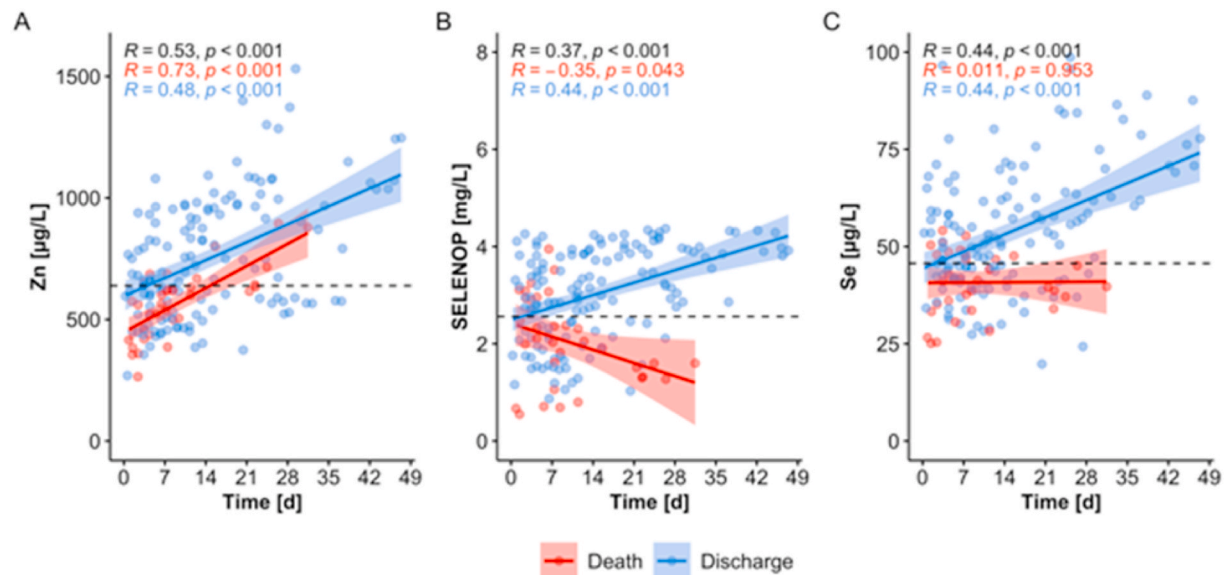 A
R = 0.53, p < 0.001
R = 0.73, p < 0.001
R = 0.48, p < 0.001
1500
1000
500
0
Zn [µg/L]
0 7 14 21 28 35 42 49
Time [d]
B
R = 0.37, p < 0.001
R = −0.35, p = 0.043
R = 0.44, p < 0.001
8
6
4
2
0
SELENOP [mg/L]
0 7 14 21 28 35 42 49
Time [d]
C
R = 0.44, p < 0.001
R = 0.011, p = 0.953
R = 0.44, p < 0.001
100
75
50
25
0
Se [µg/L]
0 7 14 21 28 35 42 49
Time [d]
Death Discharge